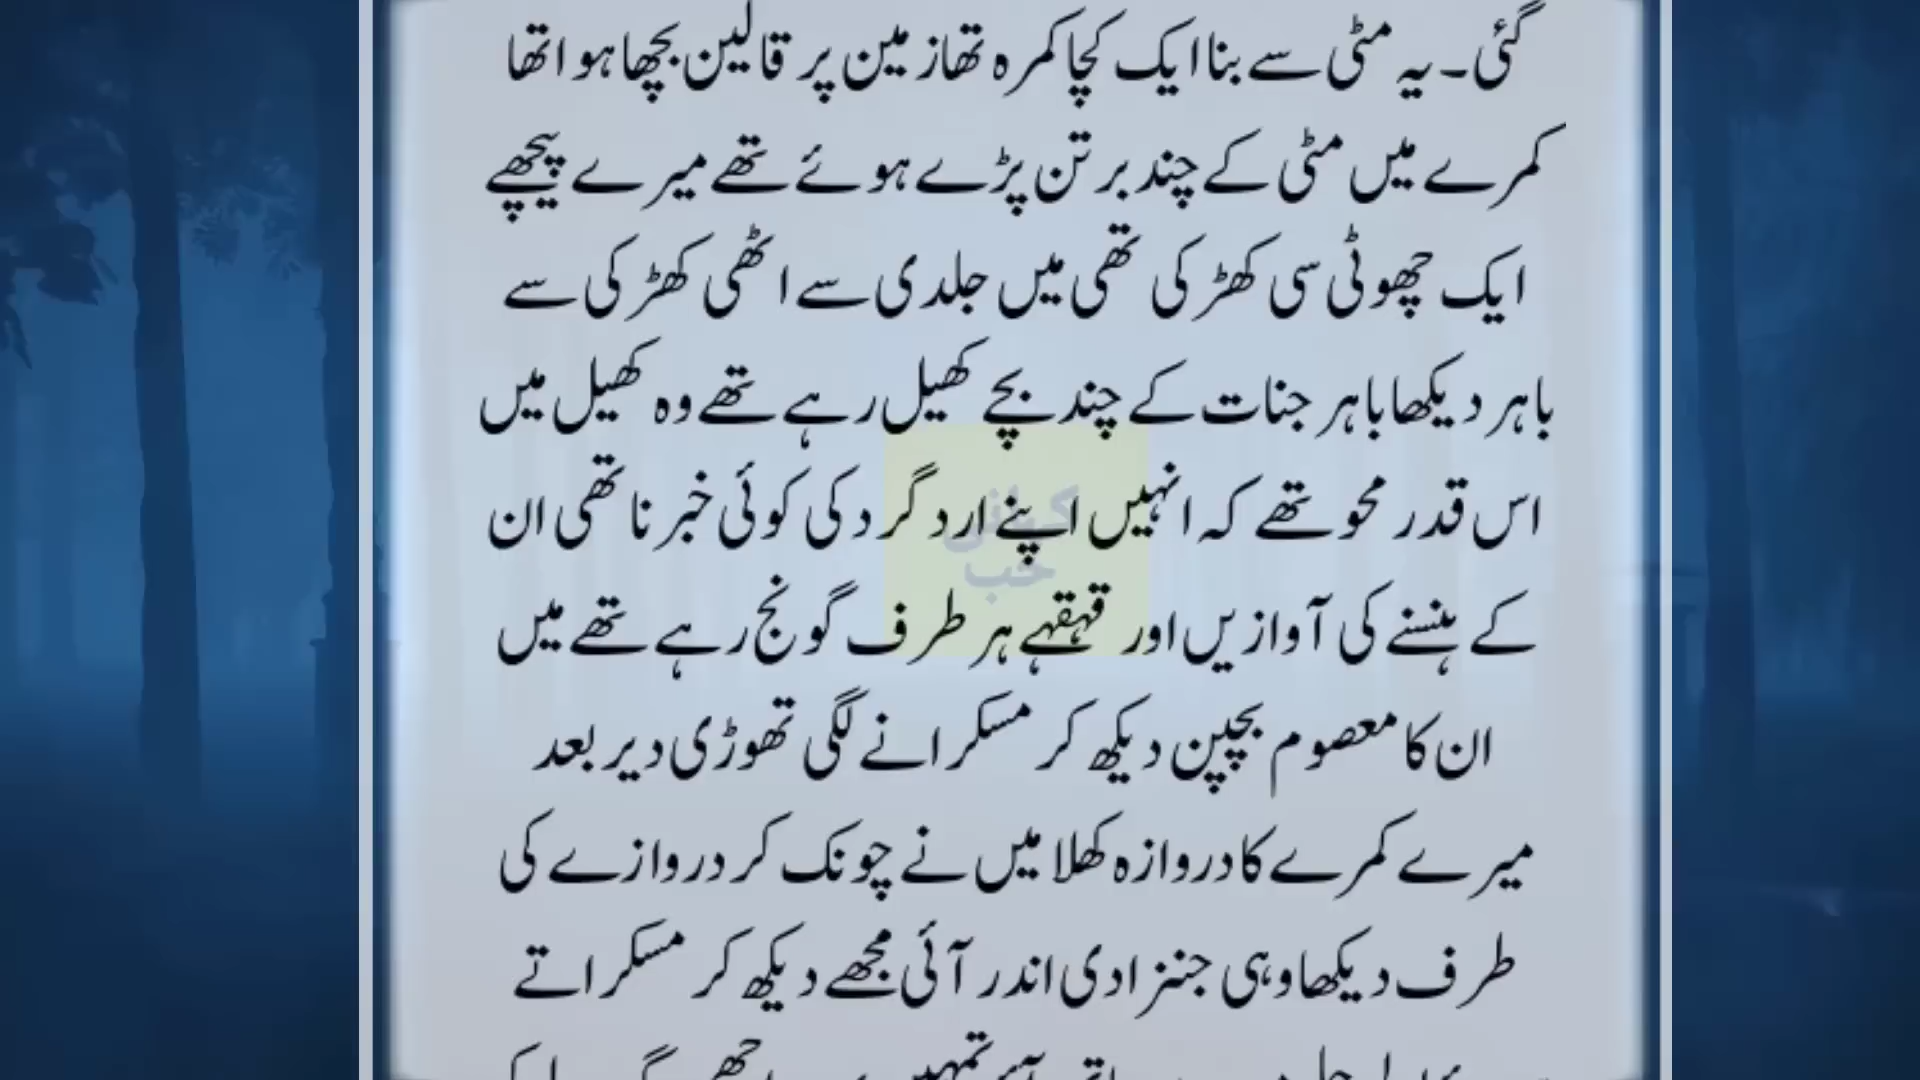 گئی۔ یہ مٹی سے بنا ایک کچا کمرہ تھا زمین پر قالین بچھا ہوا تھا
کمرے میں مٹی کے چند برتن پڑے ہوئے تھے میرے پیچھے
ایک چھوٹی سی کھڑکی تھی میں جلدی سے اٹھی کھڑکی سے
باہر دیکھا باہر جنات کے چند بچے کھیل رہے تھے وہ کھیل میں
اس قدر محو تھے کہ انہیں اپنے ارد گرد کی کوئی خبر نا تھی ان
کے ہنسنے کی آوازیں اور قہقہے ہر طرف گونج رہے تھے میں
ان کا معصوم بچپن دیکھ کر مسکرانے لگی تھوڑی دیر بعد
میرے کمرے کا دروازہ کھلا میں نے چونک کر دروازے کی
طرف دیکھا وہی جنزادی اندر آئی مجھے دیکھ کر مسکراتے